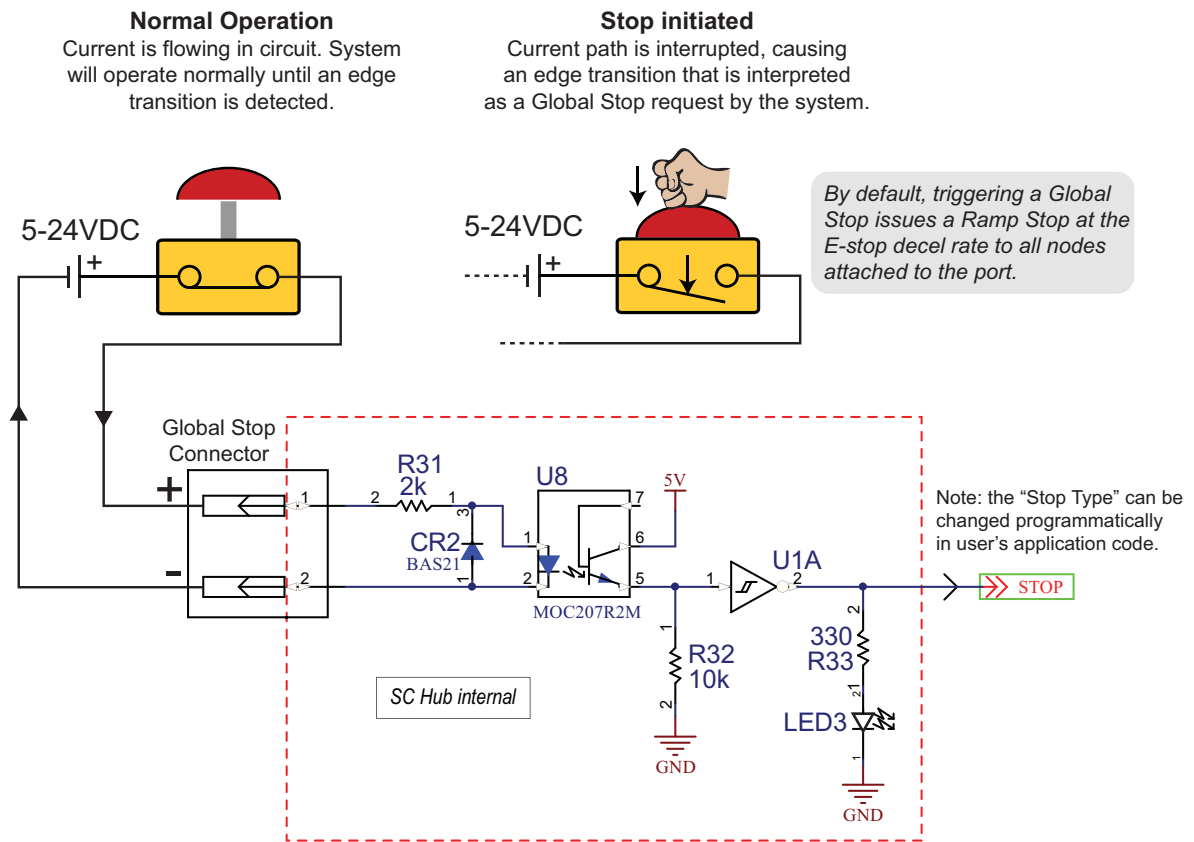 Normal Operation
Current is flowing in circuit. System
will operate normally until an edge
transition is detected.
Stop initiated
Current path is interrupted, causing
an edge transition that is interpreted
as a Global Stop request by the system.
By default, triggering a Global
Stop issues a Ramp Stop at the
E-stop decel rate to all nodes
attached to the port.
5-24VDC
+
5-24VDC
+
Global Stop
Connector
+
-
1
2
2
R31
2k
1
3
CR2
BAS21
1
U8
1
2
7
6
5
MOC207R2M
5V
1
U1A
2
1
R32
10k
2
GND
2
330
R33
1
2
LED3
1
GND
STOP
Note: the “Stop Type” can be
changed programmatically
in user’s application code.
SC Hub internal